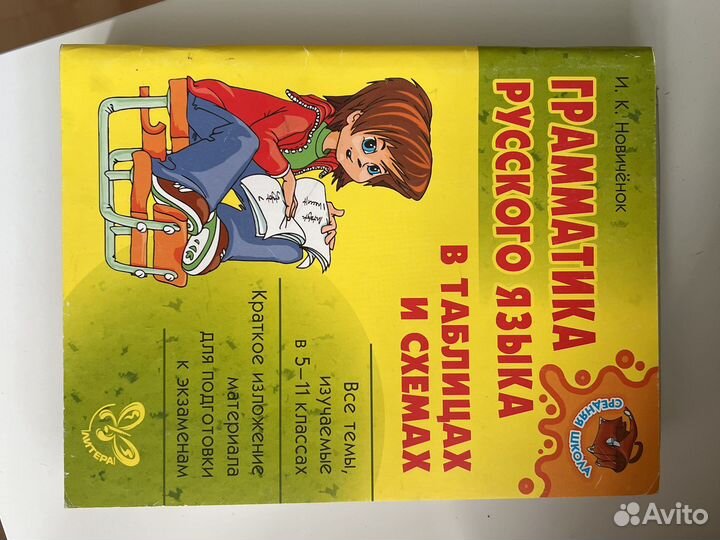 И. К. Новичёнок
ГРАММАТИКА
РУССКОГО ЯЗЫКА
В ТАБЛИЦАХ
И СХЕМАХ
СРЕДНЯЯ ШКОЛА
Все темы,
изучаемые
в 5–11 классах
Краткое изложение
материала
для подготовки
к экзаменам
ЛИТЕРА
Avito